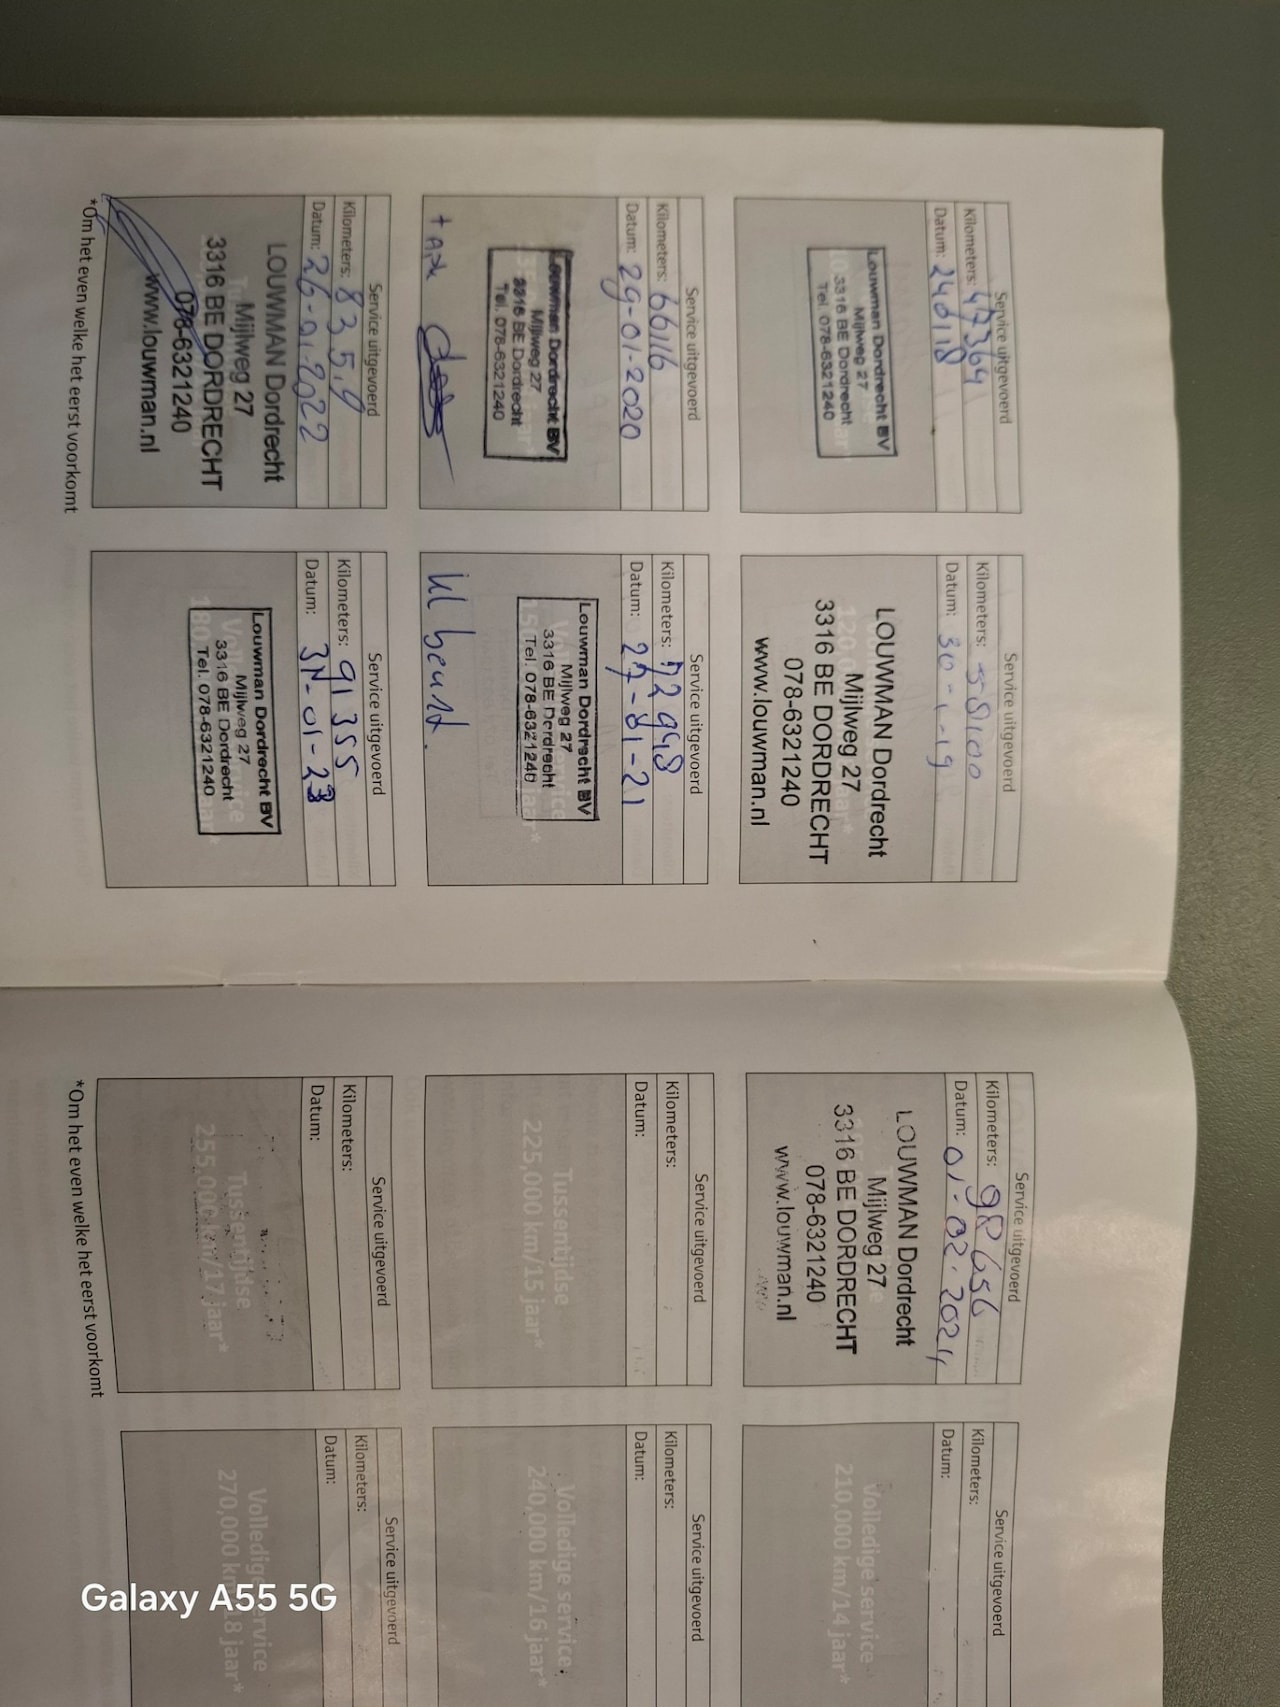 Service uitgevoerd
Kilometers: 47364
Datum: 240118
Louwman Dordrecht BV
Mijlweg 27
3316 BE Dordrecht
Tel. 078-6321240
Service uitgevoerd
Kilometers: 58100
Datum: 30-1-19
LOUWMAN Dordrecht
Mijlweg 27
3316 BE DORDRECHT
078-6321240
www.louwman.nl
Service uitgevoerd
Kilometers: 66116
Datum: 29-01-2020
Louwman Dordrecht BV
Mijlweg 27
3316 BE Dordrecht
Tel. 078-6321240
Service uitgevoerd
Kilometers: 72948
Datum: 27-01-21
Louwman Dordrecht BV
Mijlweg 27
3316 BE Dordrecht
Tel. 078-6321240
Service uitgevoerd
Kilometers:
Datum: 26-01-2022
LOUWMAN Dordrecht
Mijlweg 27
3316 BE DORDRECHT
078-6321240
www.louwman.nl
Service uitgevoerd
Kilometers: 91355
Datum:
Louwman Dordrecht BV
Mijlweg 27
3316 BE Dordrecht
Tel. 078-6321240
*Om het even welke het eerst voorkomt
Service uitgevoerd
Kilometers: 98656
Datum: 01-02-2024
LOUWMAN Dordrecht
Mijlweg 27
3316 BE DORDRECHT
078-6321240
www.louwman.nl
Service uitgevoerd
Kilometers:
Datum:
Volledige service
210,000 km/14 jaar*
Service uitgevoerd
Kilometers:
Datum:
Tussentijdse
225,000 km/15 jaar*
Service uitgevoerd
Kilometers:
Datum:
Volledige service
240,000 km/16 jaar*
Service uitgevoerd
Kilometers:
Datum:
Tussentijdse
255,000 km/17 jaar*
Service uitgevoerd
Kilometers:
Datum:
Volledige service
270,000 km/18 jaar*
*Om het even welke het eerst voorkomt
Galaxy A55 5G